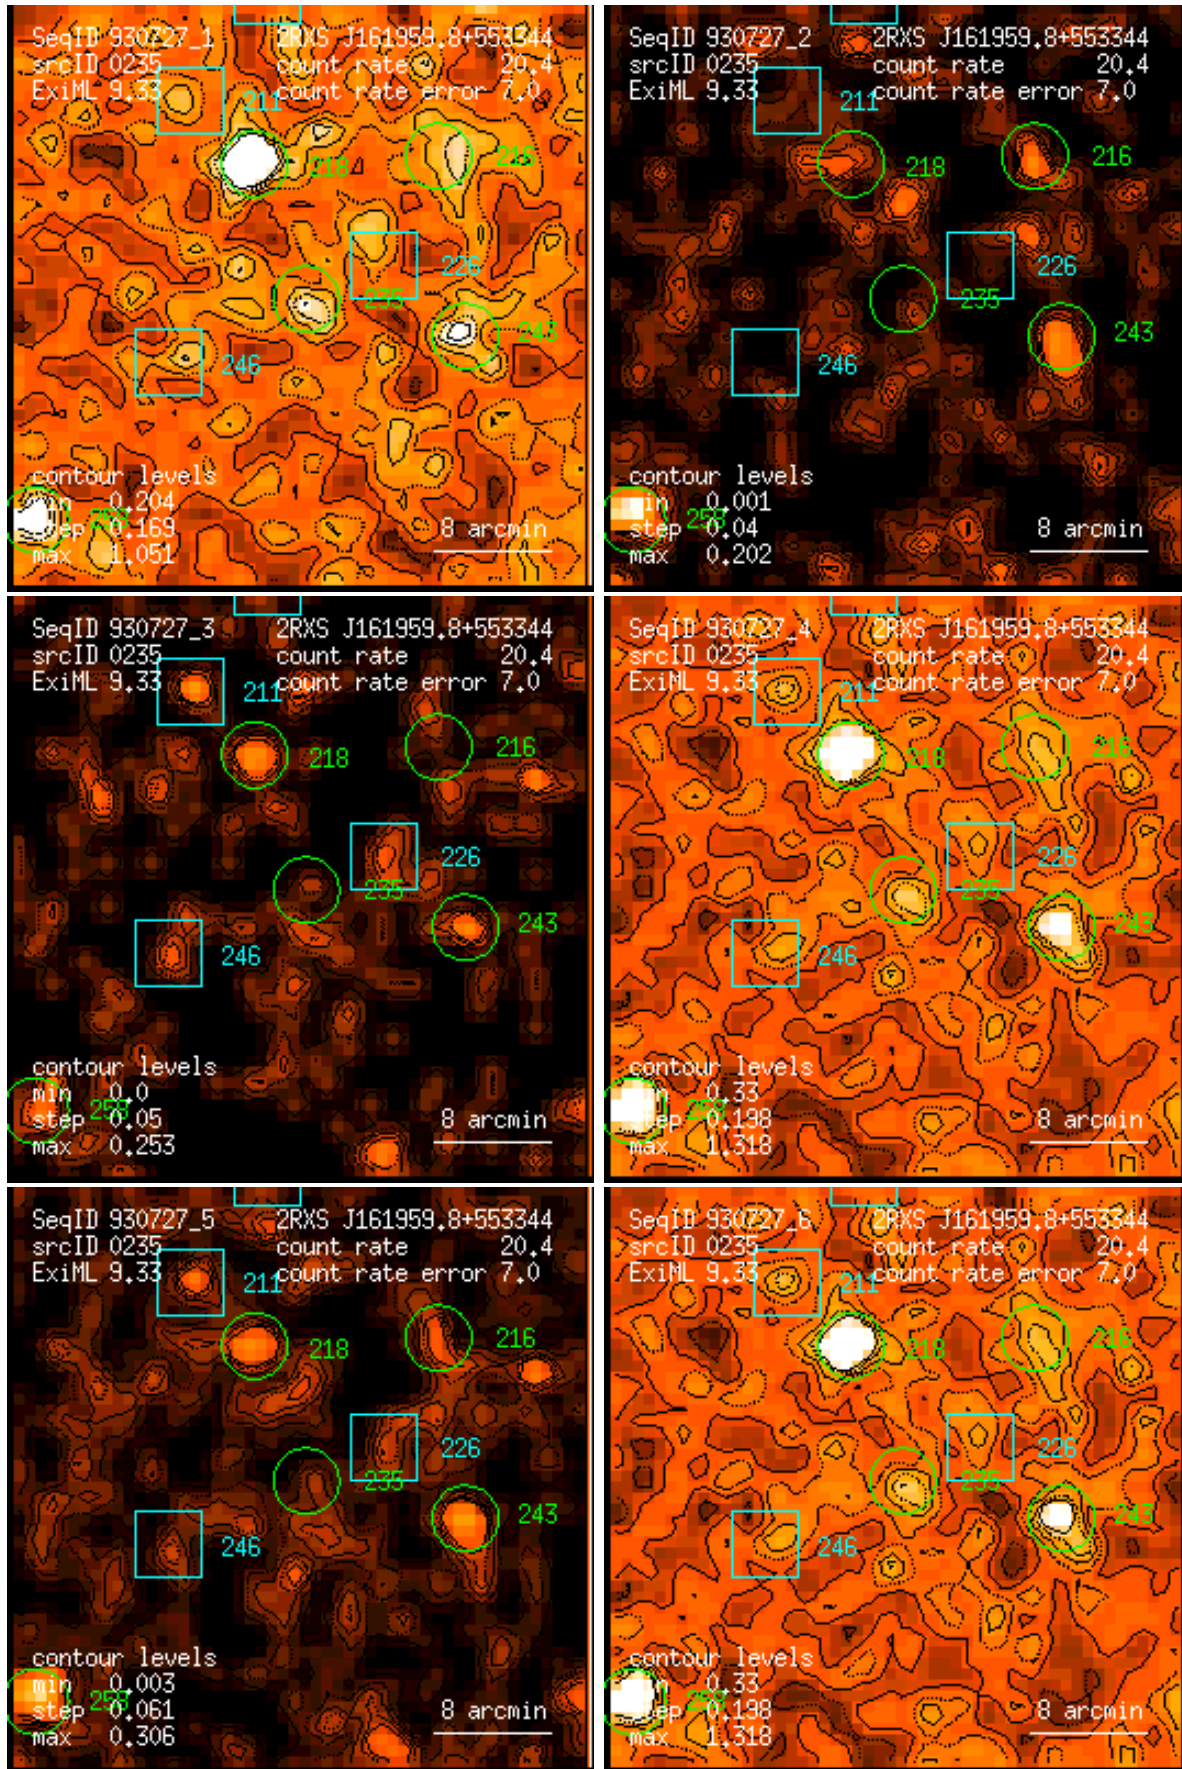 SeqID 930727_1 2RXS J161959.8+553344
srcID 0235 count rate 20.4
ExiML 9.33 count rate error 7.0
211
218
216
226
235
243
246
contour levels
min 0.204
step 0.169
max 1.051
8 arcmin
SeqID 930727_2 2RXS J161959.8+553344
srcID 0235 count rate 20.4
ExiML 9.33 count rate error 7.0
211
218
216
226
235
243
246
contour levels
min 0.001
step 0.04
max 0.202
8 arcmin
SeqID 930727_3 2RXS J161959.8+553344
srcID 0235 count rate 20.4
ExiML 9.33 count rate error 7.0
211
218
216
226
235
243
246
contour levels
min 0.0
step 0.05
max 0.253
8 arcmin
SeqID 930727_4 2RXS J161959.8+553344
srcID 0235 count rate 20.4
ExiML 9.33 count rate error 7.0
211
218
216
226
235
243
246
contour levels
min 0.33
step 0.198
max 1.318
8 arcmin
SeqID 930727_5 2RXS J161959.8+553344
srcID 0235 count rate 20.4
ExiML 9.33 count rate error 7.0
211
218
216
226
235
243
246
contour levels
min 0.003
step 0.061
max 0.306
8 arcmin
SeqID 930727_6 2RXS J161959.8+553344
srcID 0235 count rate 20.4
ExiML 9.33 count rate error 7.0
211
218
216
226
235
243
246
contour levels
min 0.33
step 0.198
max 1.318
8 arcmin